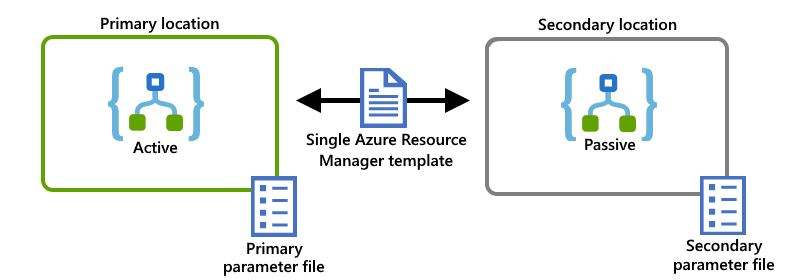 Primary location
Secondary location
Active
Single Azure Resource
Manager template
Passive
Primary
parameter file
Secondary
parameter file